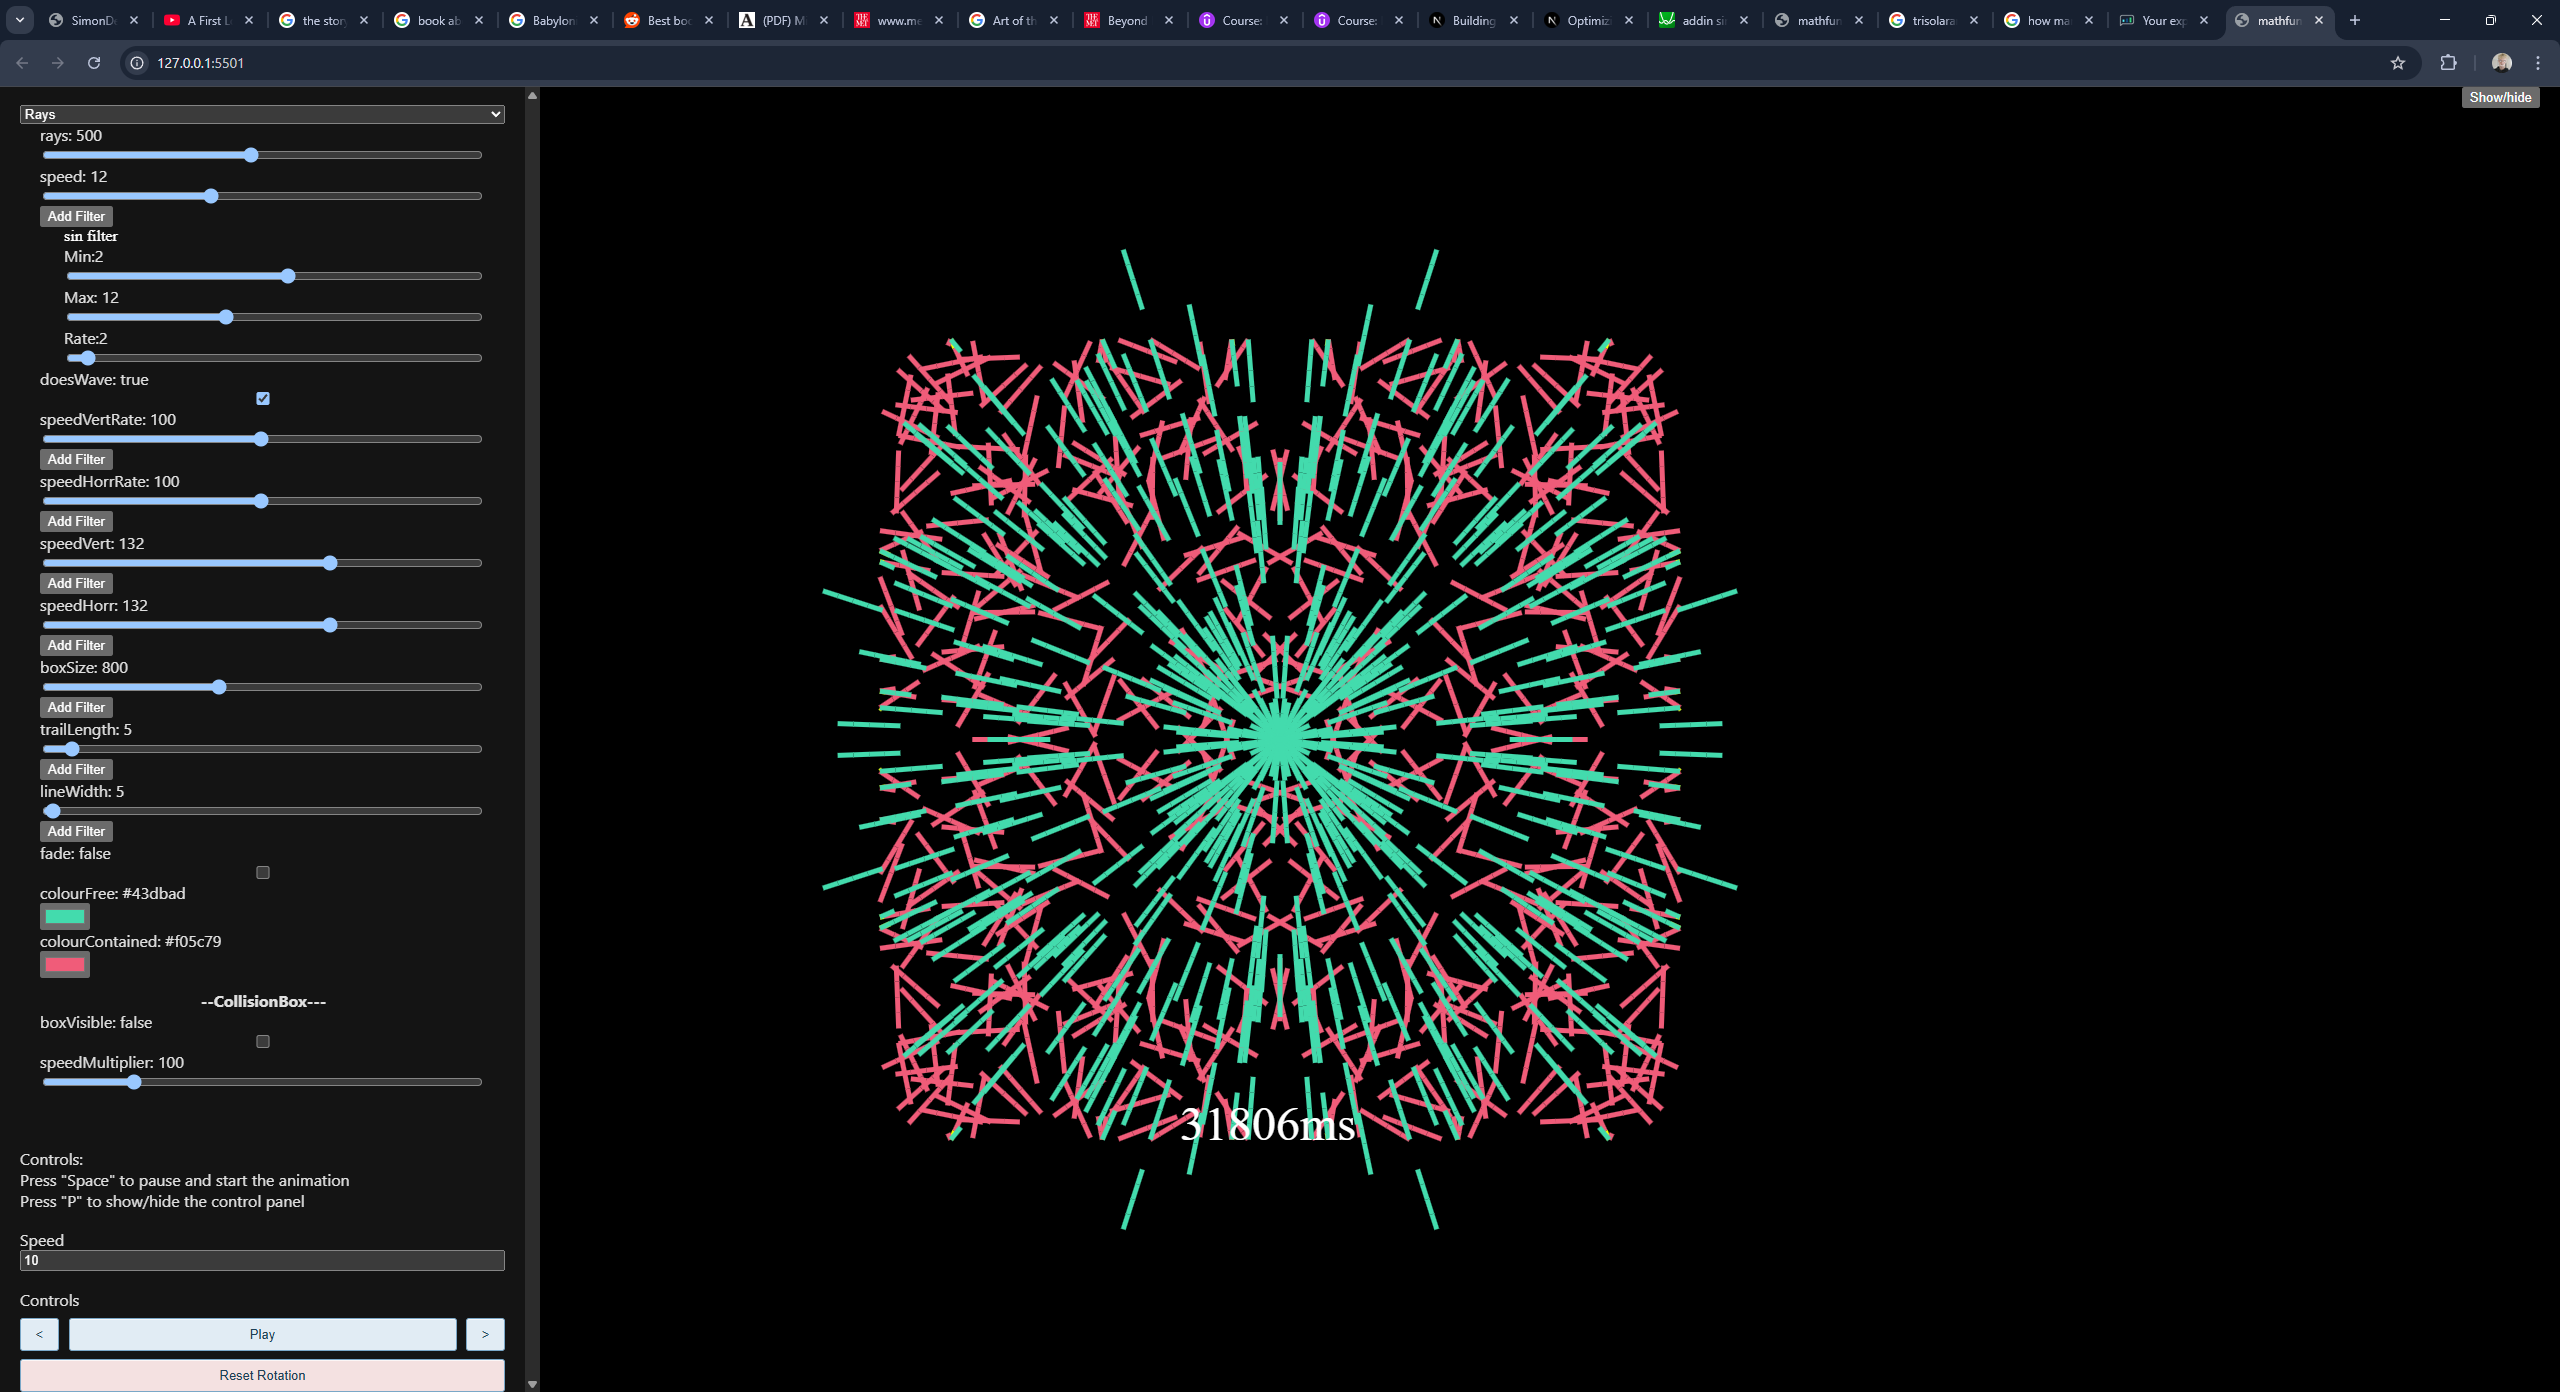 SimonD
A First L
the story
book ab
Babylon
Best bo
(PDF) M
www.me
Art of th
Beyond
Course:
Course:
Building
Optimiz
addin si
mathfun
trisolara
how ma
Your exp
mathfun
127.0.0.1:5501
Show/hide
Rays
rays: 500
speed: 12
Add Filter
sin filter
Min:2
Max: 12
Rate:2
doesWave: true
speedVertRate: 100
Add Filter
speedHorrRate: 100
Add Filter
speedVert: 132
Add Filter
speedHorr: 132
Add Filter
boxSize: 800
Add Filter
trailLength: 5
Add Filter
lineWidth: 5
Add Filter
fade: false
colourFree: #43dbad
colourContained: #f05c79
--CollisionBox---
boxVisible: false
speedMultiplier: 100
31806ms
Controls:
Press "Space" to pause and start the animation
Press "P" to show/hide the control panel
Speed
10
Controls
< Play >
Reset Rotation